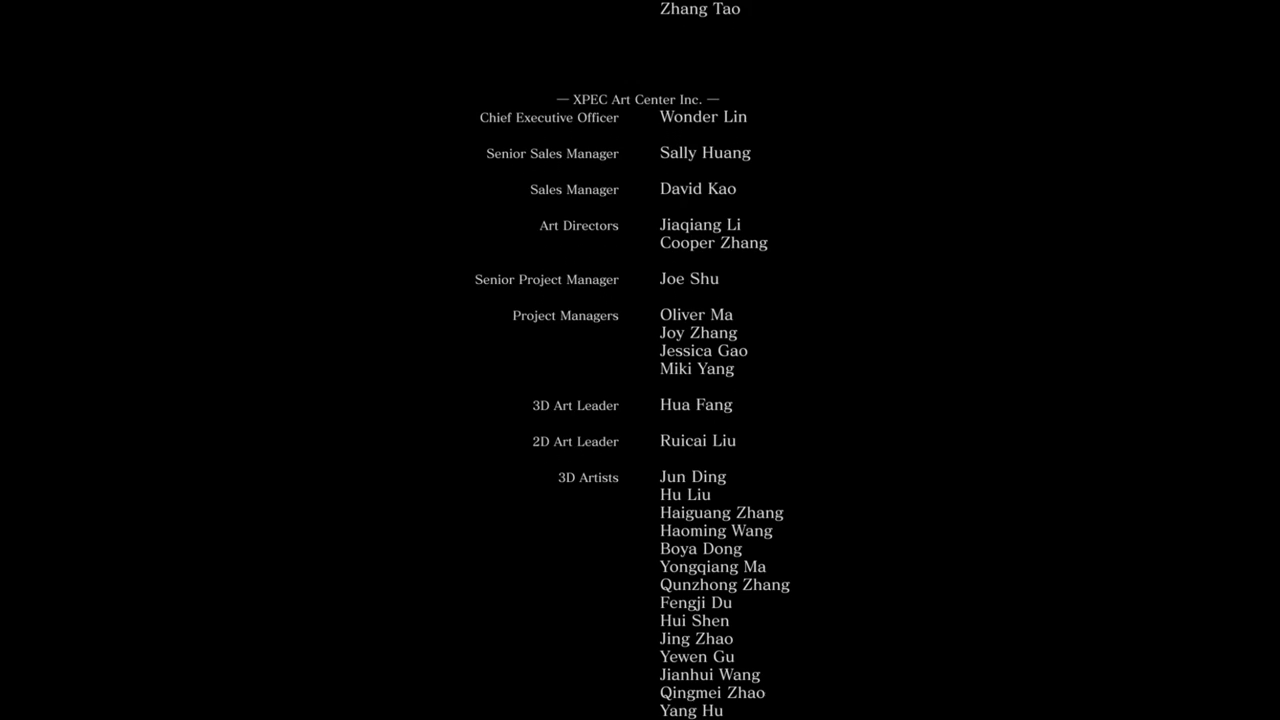 Zhang Tao
— XPEC Art Center Inc. —
Chief Executive Officer Wonder Lin
Senior Sales Manager Sally Huang
Sales Manager David Kao
Art Directors Jiaqiang Li
Cooper Zhang
Senior Project Manager Joe Shu
Project Managers Oliver Ma
Joy Zhang
Jessica Gao
Miki Yang
3D Art Leader Hua Fang
2D Art Leader Ruicai Liu
3D Artists Jun Ding
Hu Liu
Haiguang Zhang
Haoming Wang
Boya Dong
Yongqiang Ma
Qunzhong Zhang
Fengji Du
Hui Shen
Jing Zhao
Yewen Gu
Jianhui Wang
Qingmei Zhao
Yang Hu